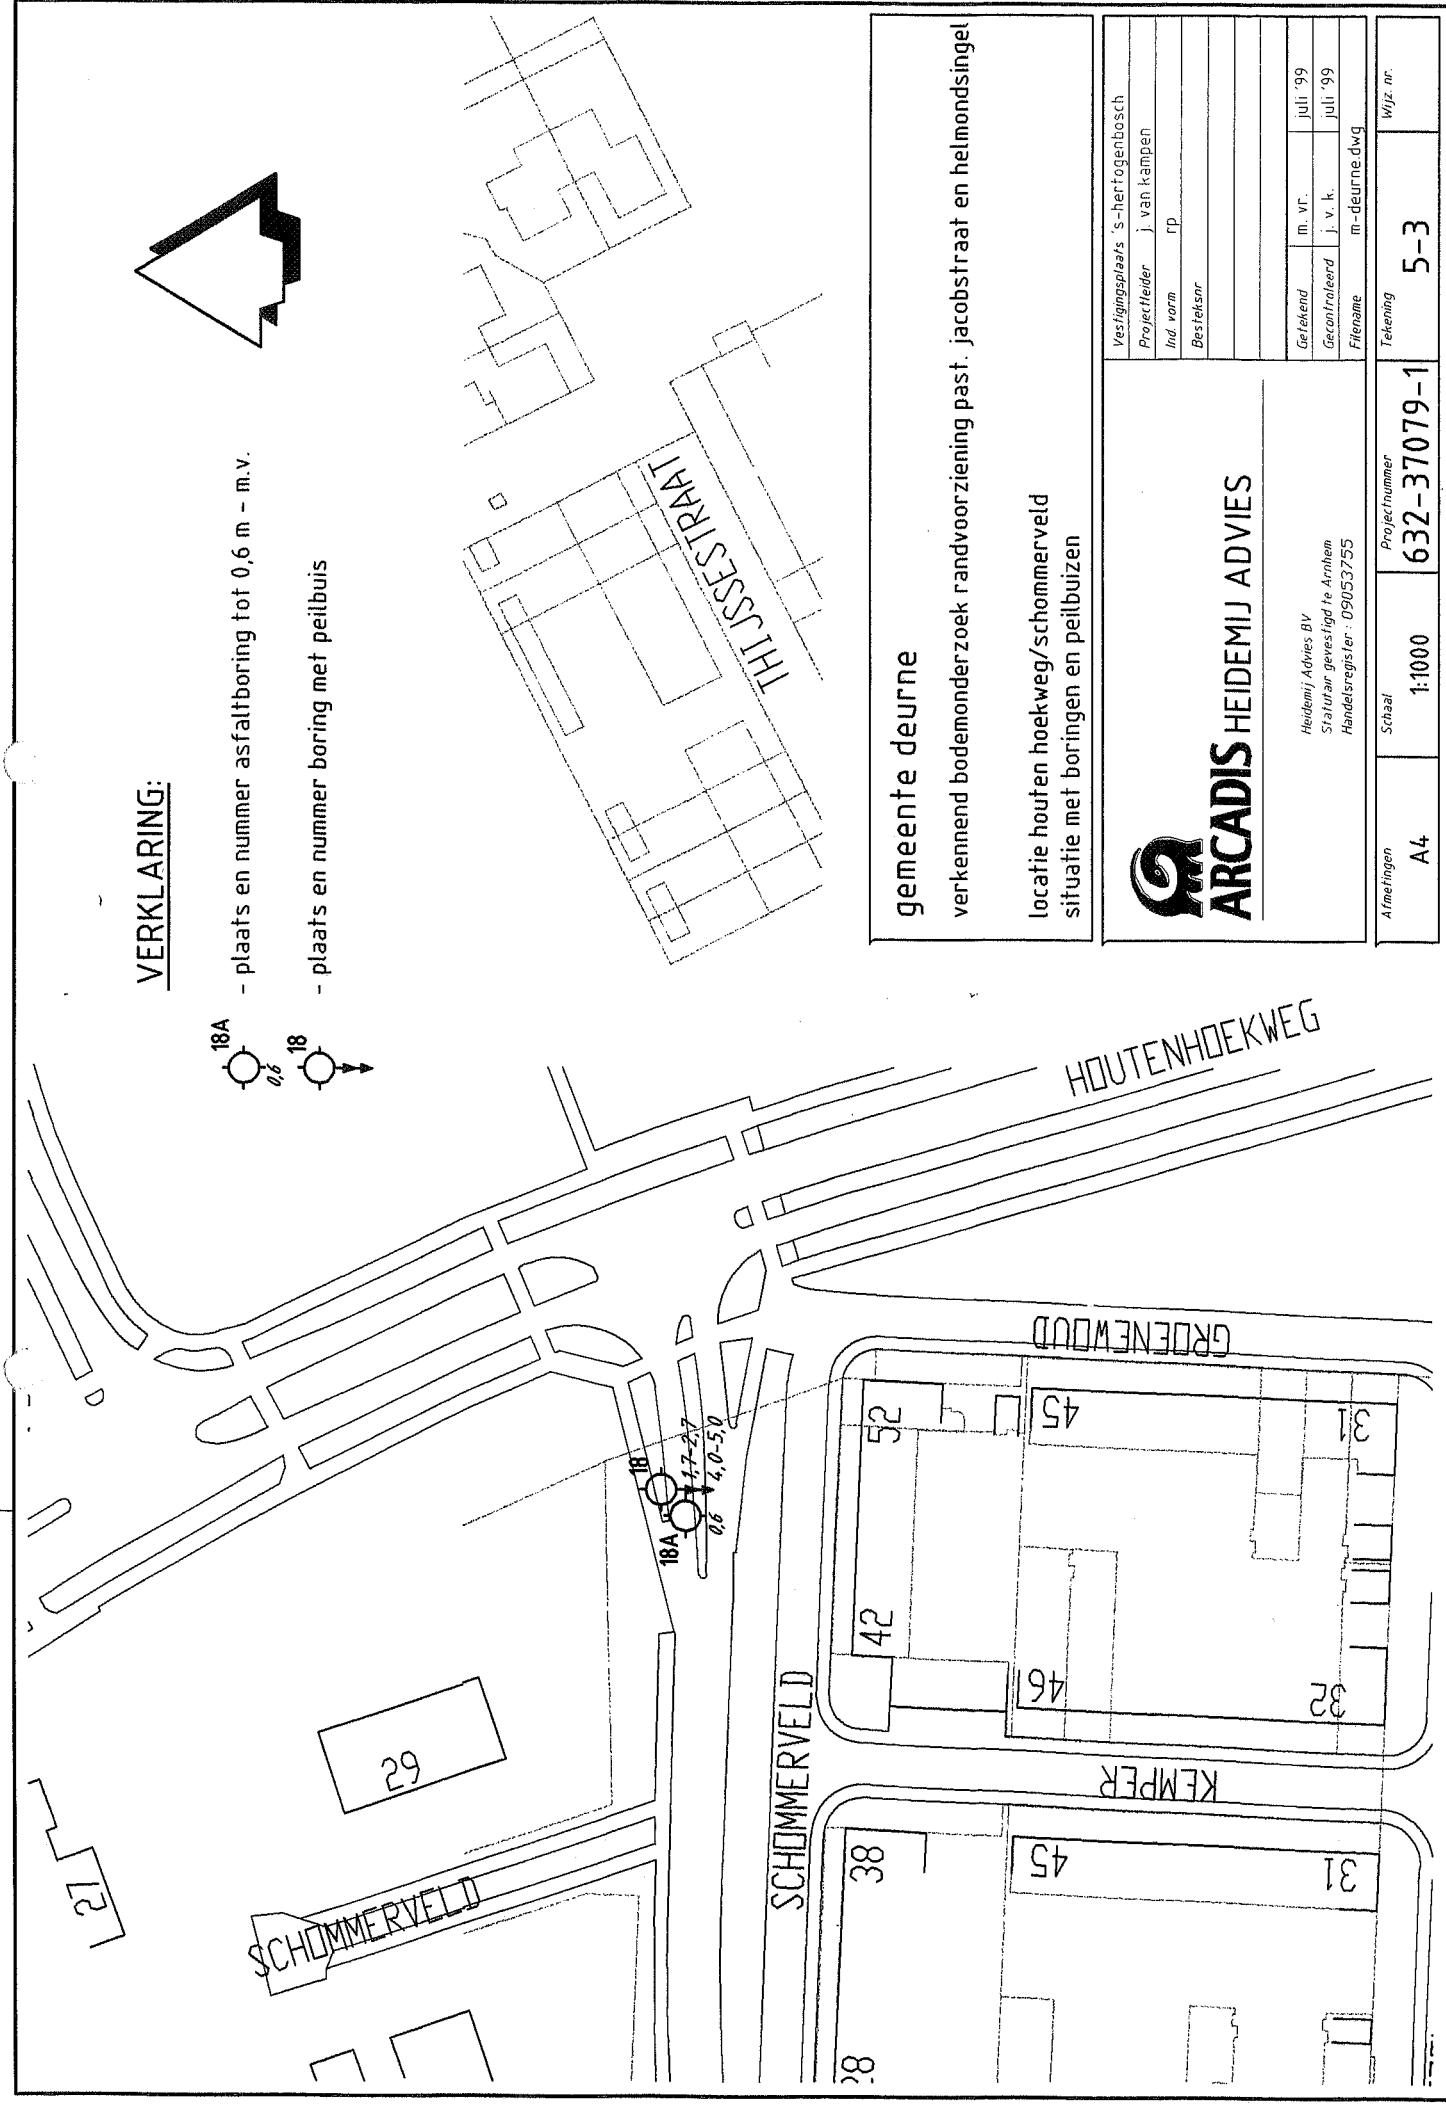 VERKLARING:
18A
0,6
- plaats en nummer asfaltboring tot 0,6 m - m.v.
18
- plaats en nummer boring met peilbuis
27
29
SCHOMMERVELD
18
1,7-2,7
4,0-5,0
18A
0,6
THIJSSESTRAAT
HOUTENHOEKWEG
SCHOMMERVELD
GROENEWOUD
KEMPER
52
42
45
31
46
32
38
28
45
31
gemeente deurne
verkennend bodemonderzoek randvoorziening past. jacobstraat en helmondsingel
locatie houten hoekweg/schommerveld
situatie met boringen en peilbuizen
ARCADIS HEIDEMIJ ADVIES
Heidemij Advies BV
Statutair gevestigd te Arnhem
Handelsregister : 09053755
Vestigingsplaats 's-hertogenbosch
Projectleider j. van kampen
Ind. vorm rp
Besteksnr
Getekend m. vr. juli '99
Gecontroleerd j. v. k. juli '99
Filename m-deurne.dwg
Afmetingen A4
Schaal 1:1000
Projectnummer 632-37079-1
Tekening 5-3
Wijz. nr.